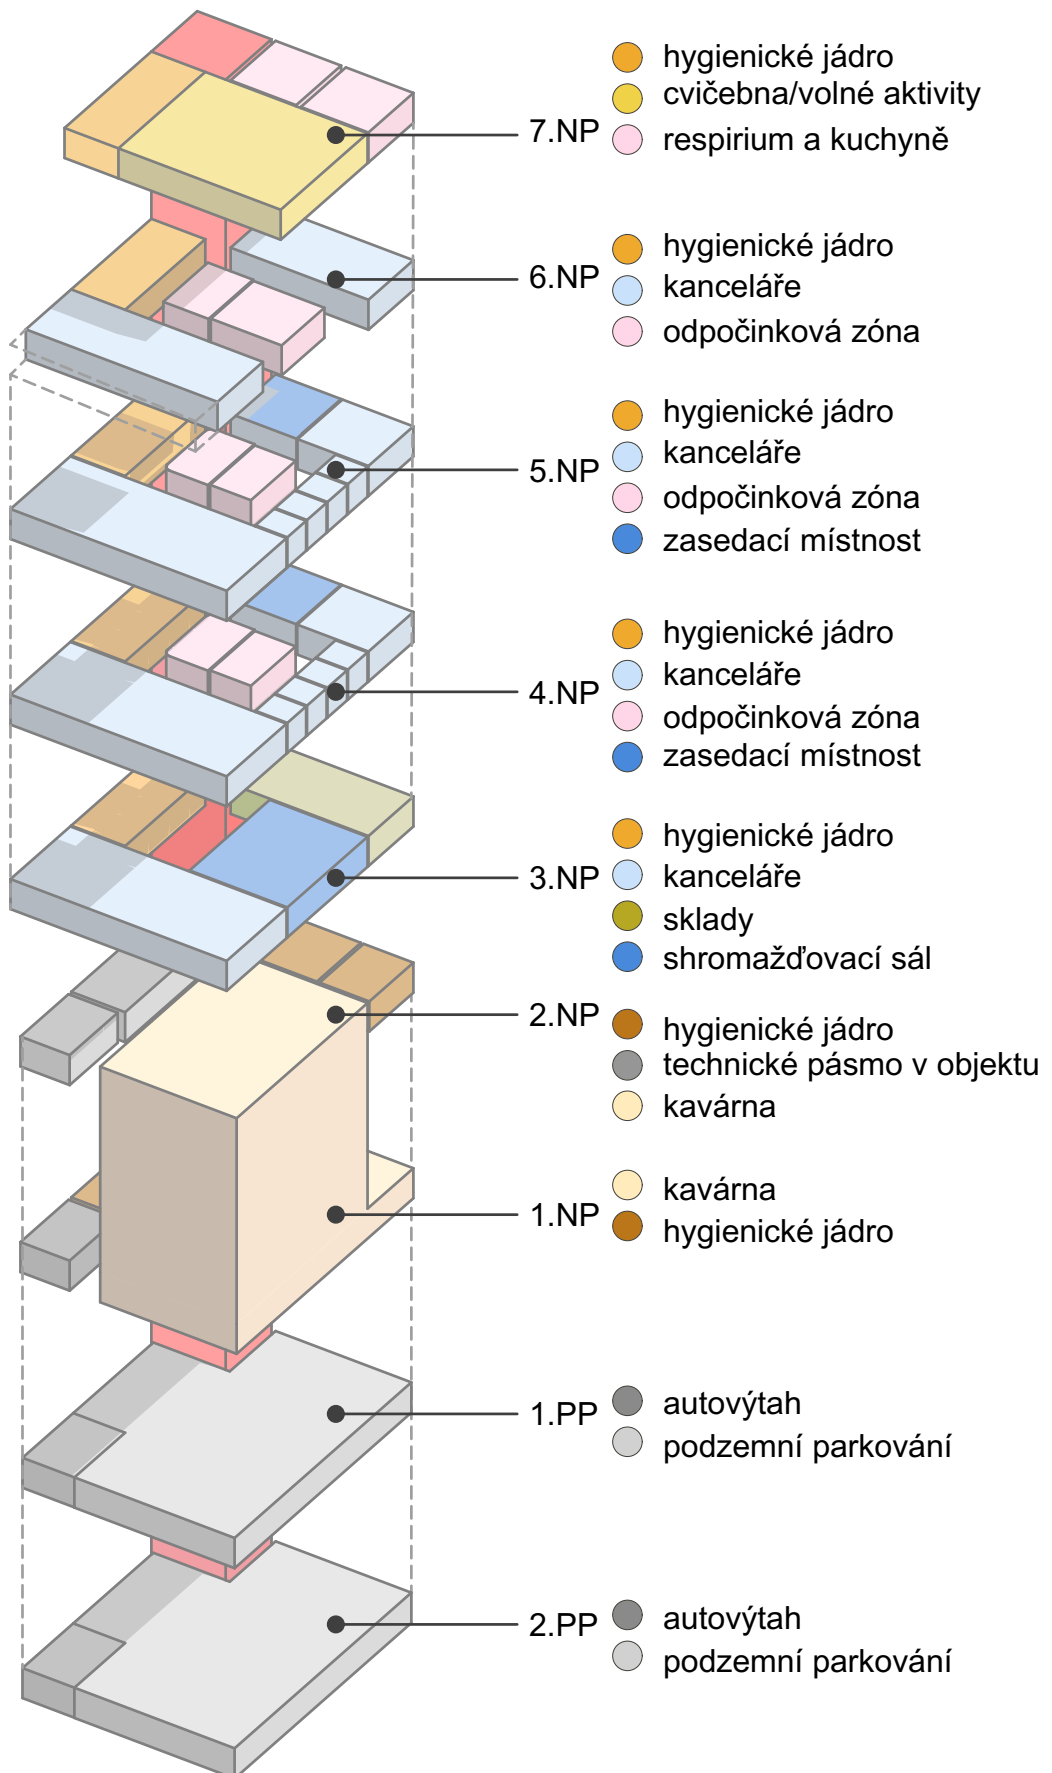 hygienické jádro
cvičebna/volné aktivity
7.NP
respirium a kuchyně
hygienické jádro
6.NP
kanceláře
odpočinková zóna
hygienické jádro
kanceláře
5.NP
odpočinková zóna
zasedací místnost
hygienické jádro
kanceláře
4.NP
odpočinková zóna
zasedací místnost
hygienické jádro
3.NP
kanceláře
sklady
shromažďovací sál
2.NP
hygienické jádro
technické pásmo v objektu
kavárna
kavárna
1.NP
hygienické jádro
autovýtah
1.PP
podzemní parkování
autovýtah
2.PP
podzemní parkování